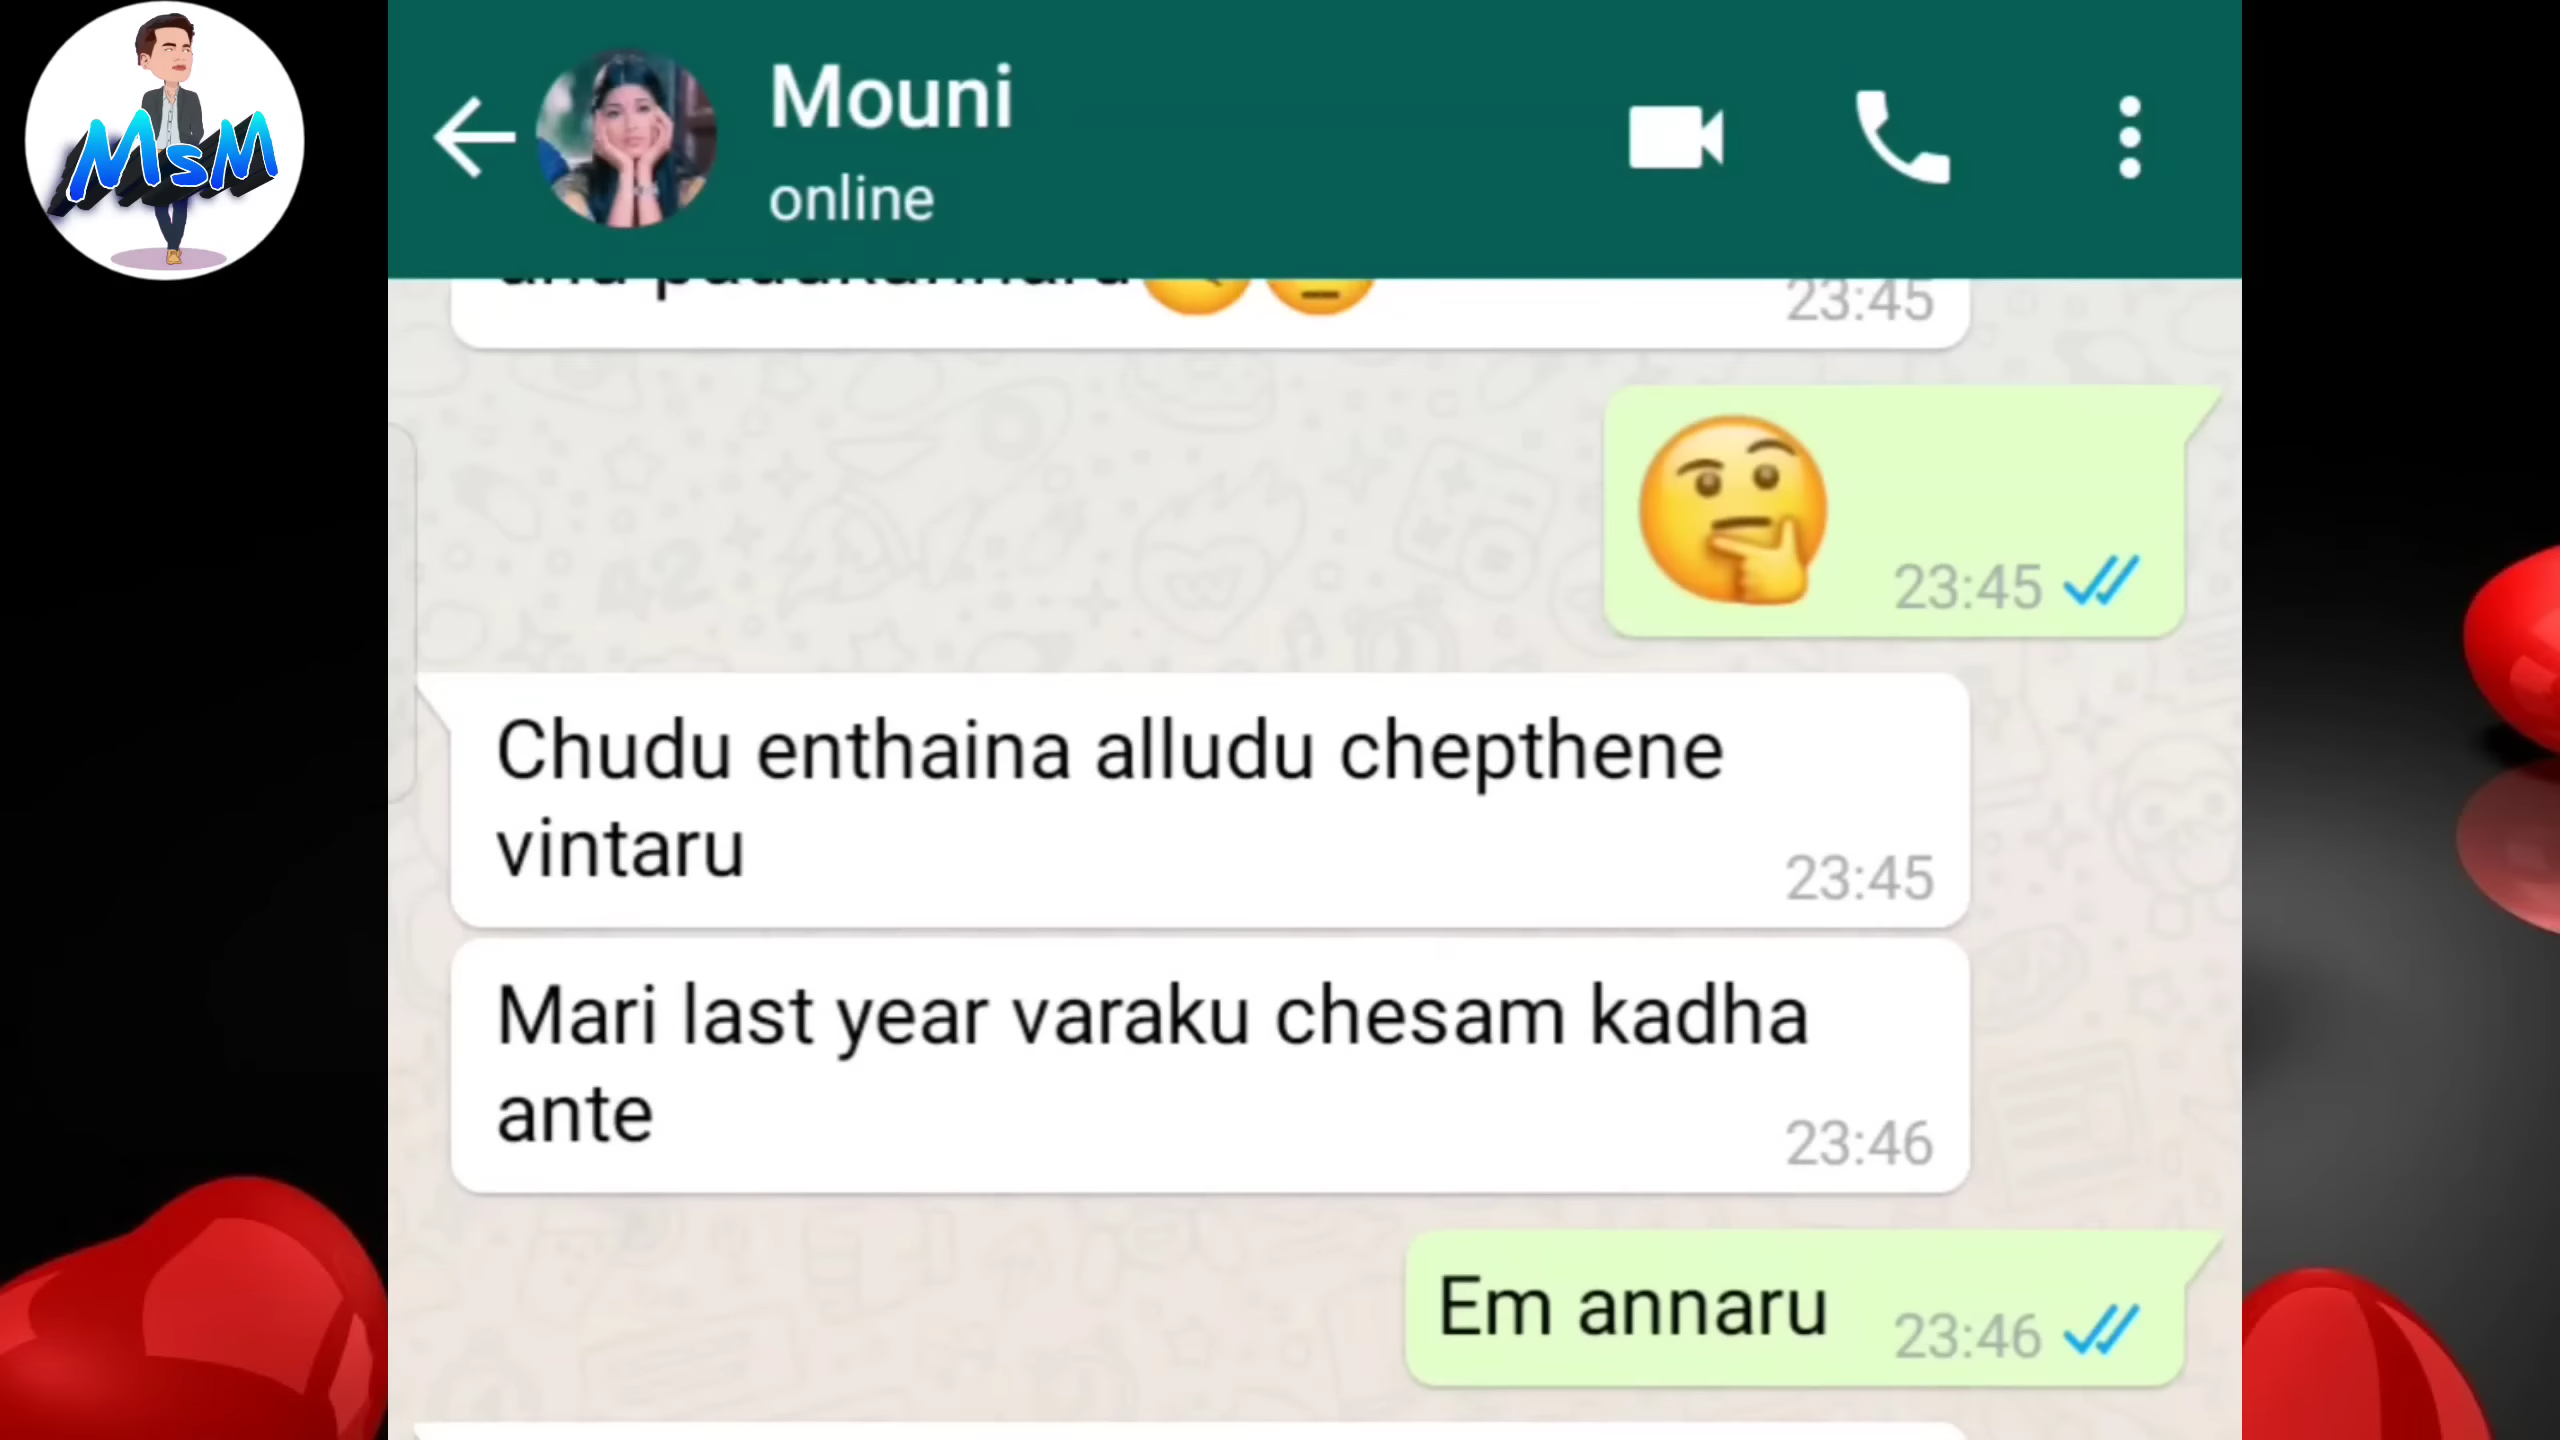 MsM
Mouni
online
23:45
23:45
Chudu enthaina alludu chepthene
vintaru
23:45
Mari last year varaku chesam kadha
ante
23:46
Em annaru
23:46